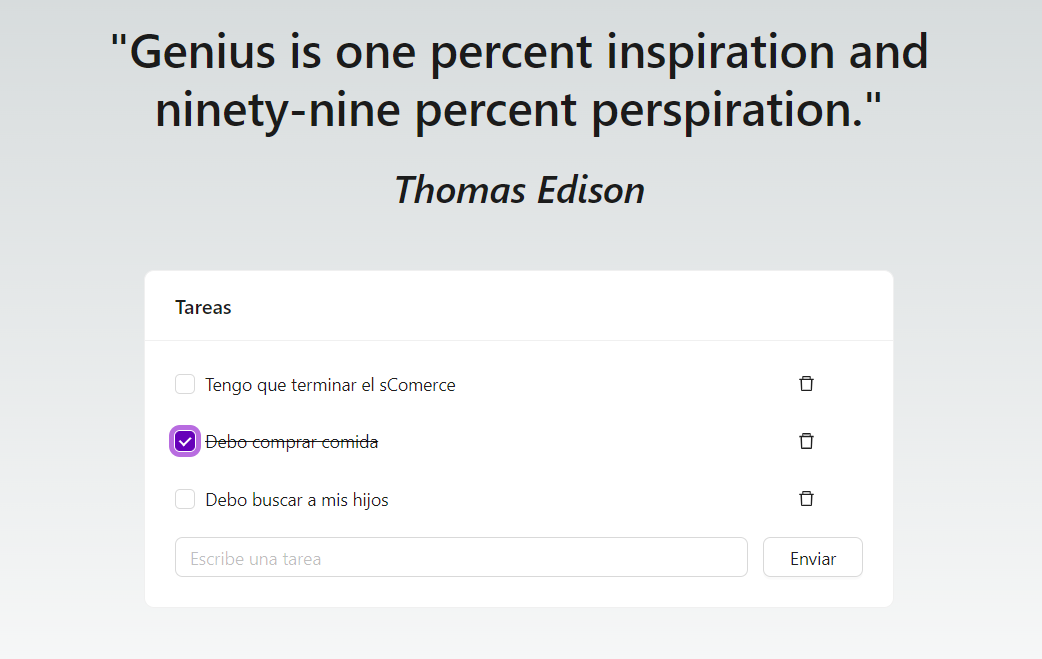 "Genius is one percent inspiration and
ninety-nine percent perspiration."
Thomas Edison
Tareas
Tengo que terminar el sComerce
Debo comprar comida
Debo buscar a mis hijos
Escribe una tarea
Enviar